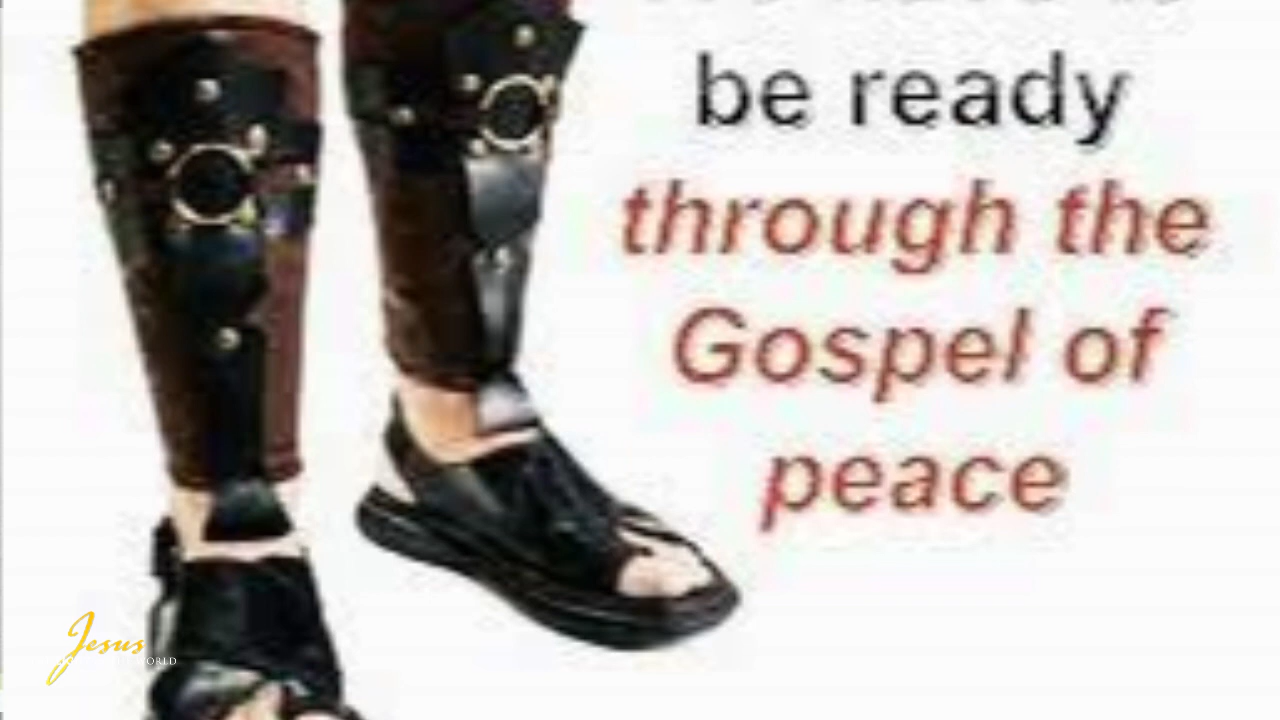 be ready
through the
Gospel of
peace
Jesus